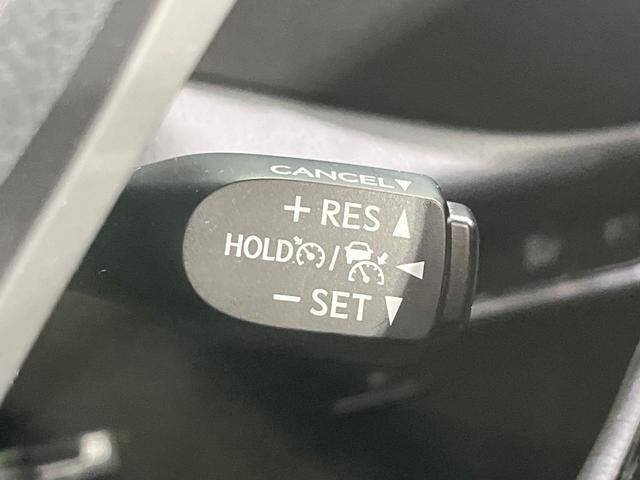 CANCEL▼
+ RES ▲
HOLD / ◀
− SET ▼